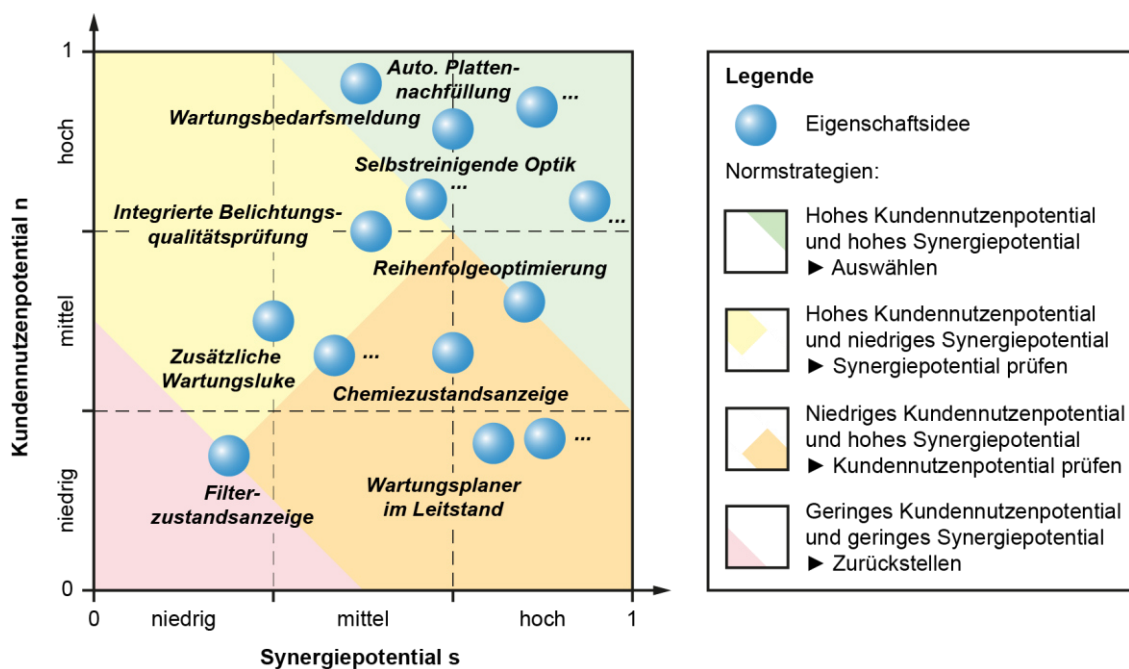 Kundennutzenpotential n
1
hoch
mittel
niedrig
0
Auto. Platten-
nachfüllung
...
Wartungsbedarfsmeldung
Selbstreinigende Optik
...
...
Integrierte Belichtungs-
qualitätsprüfung
Reihenfolgeoptimierung
Zusätzliche
Wartungsluke
...
Chemiezustandsanzeige
...
Filter-
zustandsanzeige
Wartungsplaner
im Leitstand
0
niedrig
mittel
hoch
1
Synergiepotential s
Legende
Eigenschaftsidee
Normstrategien:
Hohes Kundennutzenpotential
und hohes Synergiepotential
► Auswählen
Hohes Kundennutzenpotential
und niedriges Synergiepotential
► Synergiepotential prüfen
Niedriges Kundennutzenpotential
und hohes Synergiepotential
► Kundennutzenpotential prüfen
Geringes Kundennutzenpotential
und geringes Synergiepotential
► Zurückstellen